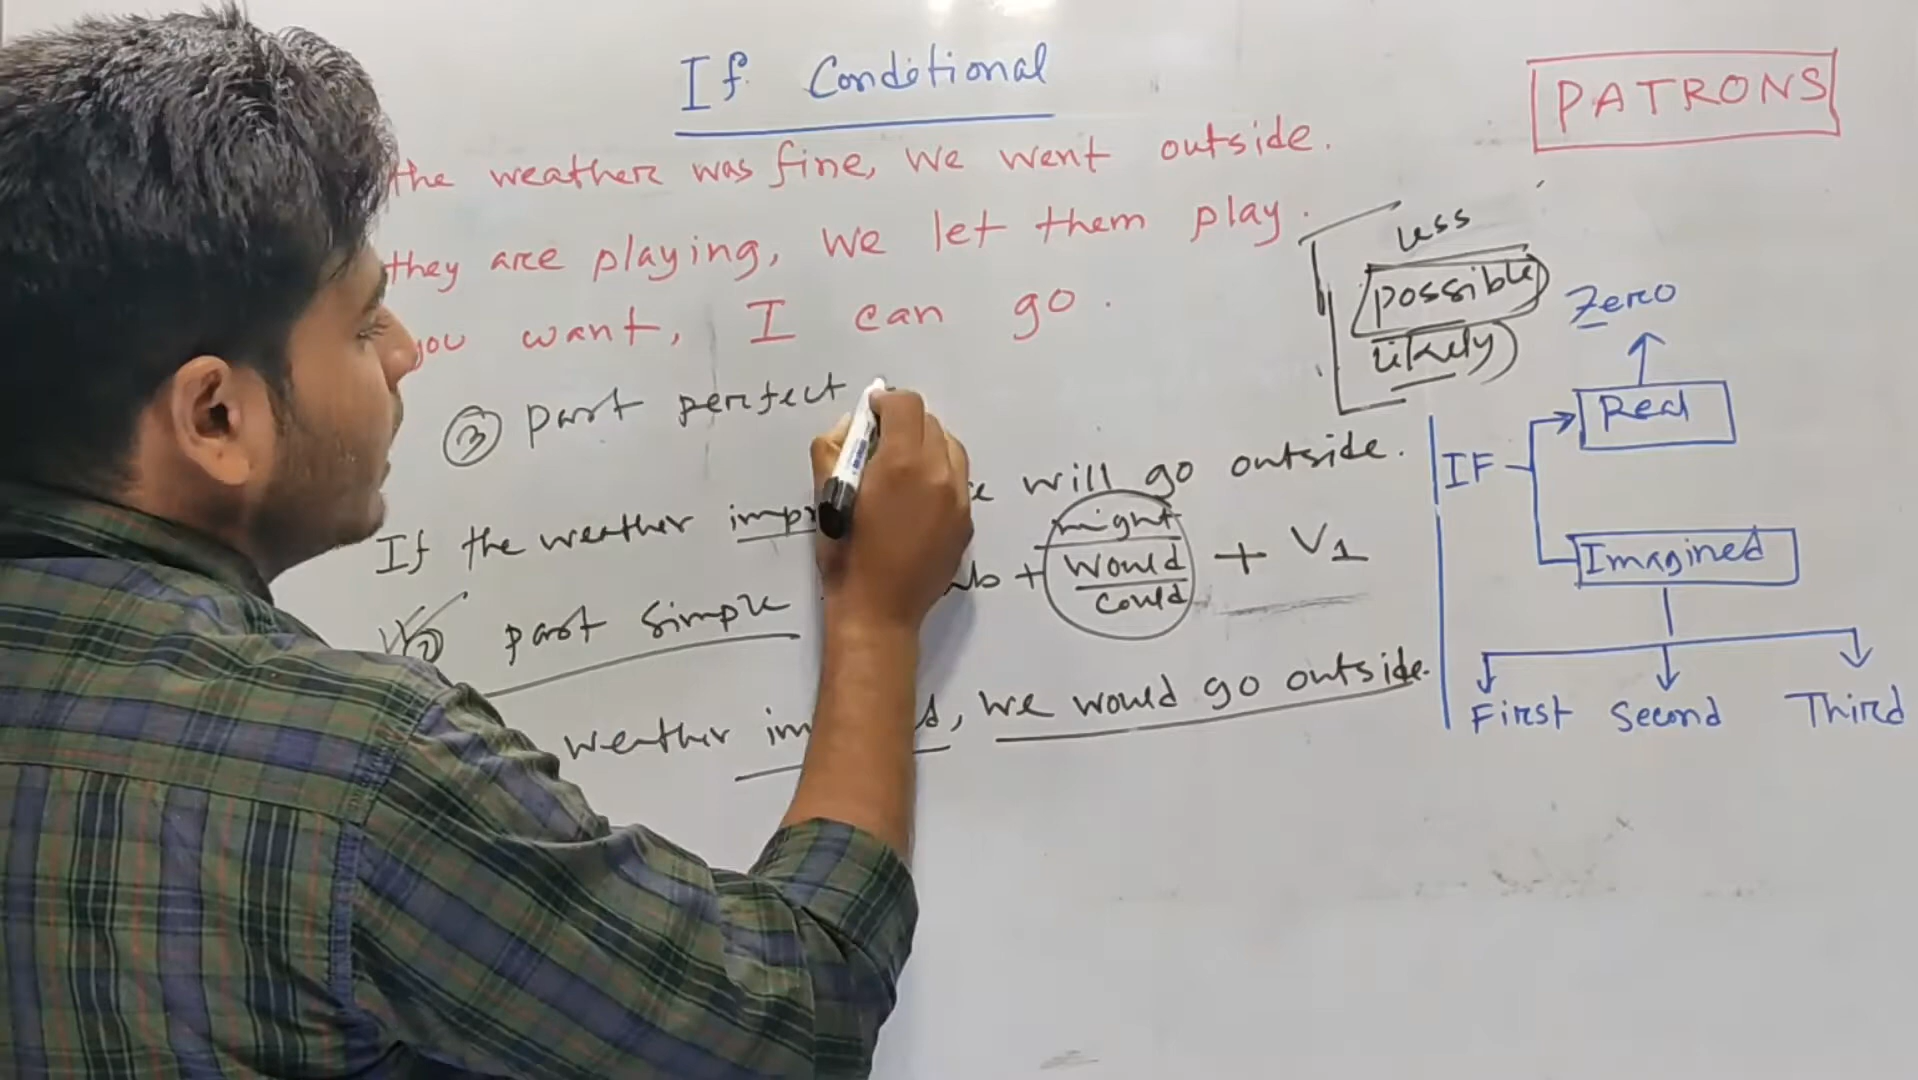 If Conditional
PATRONS
the weather was fine, we went outside.
they are playing, we let them play.
you want, I can go.
less
possible
likely
Zero
③ past perfect
Real
If the weather impr will go outside.
IF
might
would
could
+ V1
Imagined
② past simple
+
weather im d, we would go outside.
First Second Third